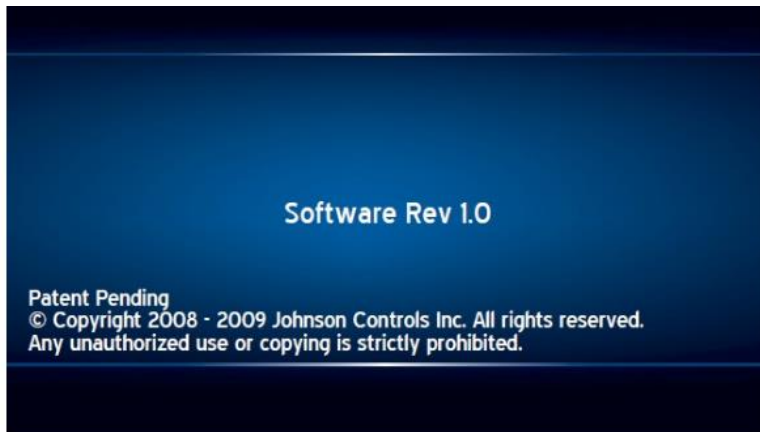 Software Rev 1.0
Patent Pending
© Copyright 2008 - 2009 Johnson Controls Inc. All rights reserved.
Any unauthorized use or copying is strictly prohibited.